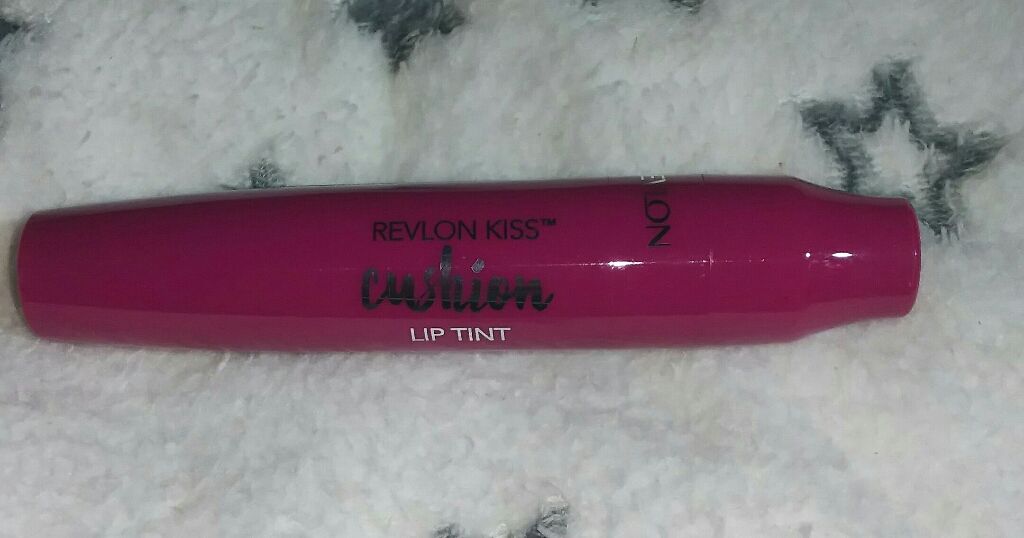 REVLON KISS™
cushion
LIP TINT